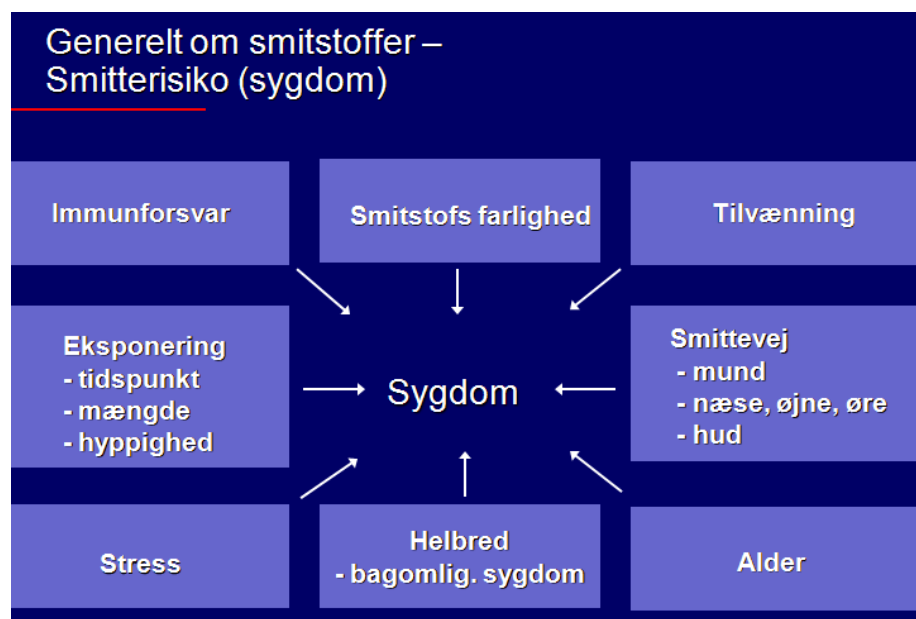 Generelt om smitstoffer –
Smitterisiko (sygdom)
Immunforsvar
Smitstofs farlighed
Tilvænning
Eksponering
- tidspunkt
- mængde
- hyppighed
Sygdom
Smittevej
- mund
- næse, øjne, øre
- hud
Stress
Helbred
- bagomlig. sygdom
Alder